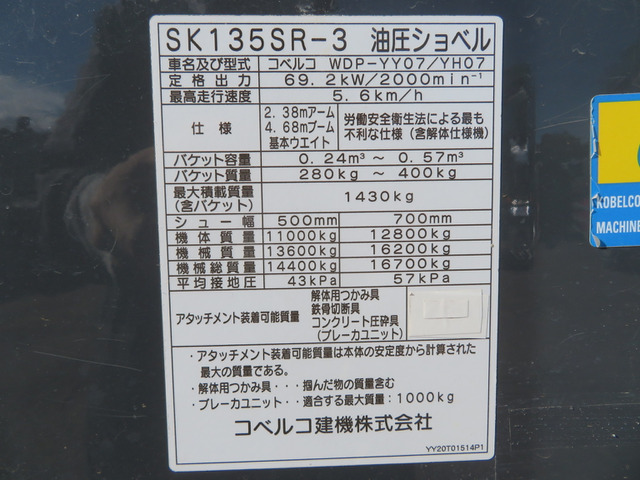 SK135SR-3 油圧ショベル
車名及び型式 コベルコ WDP-YY07/YH07
定格出力 69.2kW/2000min⁻¹
最高走行速度 5.6km/h
仕様 2.38mアーム 4.68mブーム 基本ウエイト 労働安全衛生法による最も不利な仕様(含解体仕様機)
バケット容量 0.24m³ ~ 0.57m³
バケット質量 280kg ~ 400kg
最大積載質量(含バケット) 1430kg
シュー幅 500mm 700mm
機体質量 11000kg 12800kg
機械質量 13600kg 16200kg
機械総質量 14400kg 16700kg
平均接地圧 43kPa 57kPa
アタッチメント装着可能質量 解体用つかみ具
鉄骨切断具
コンクリート圧砕具
(ブレーカユニット)
・アタッチメント装着可能質量は本体の安定度から計算された
最大の質量である。
・解体用つかみ具・・・掴んだ物の質量含む
・ブレーカユニット・・適合する最大質量:1000kg
コベルコ建機株式会社
YY20T01514P1
KOBELCO
MACHINE